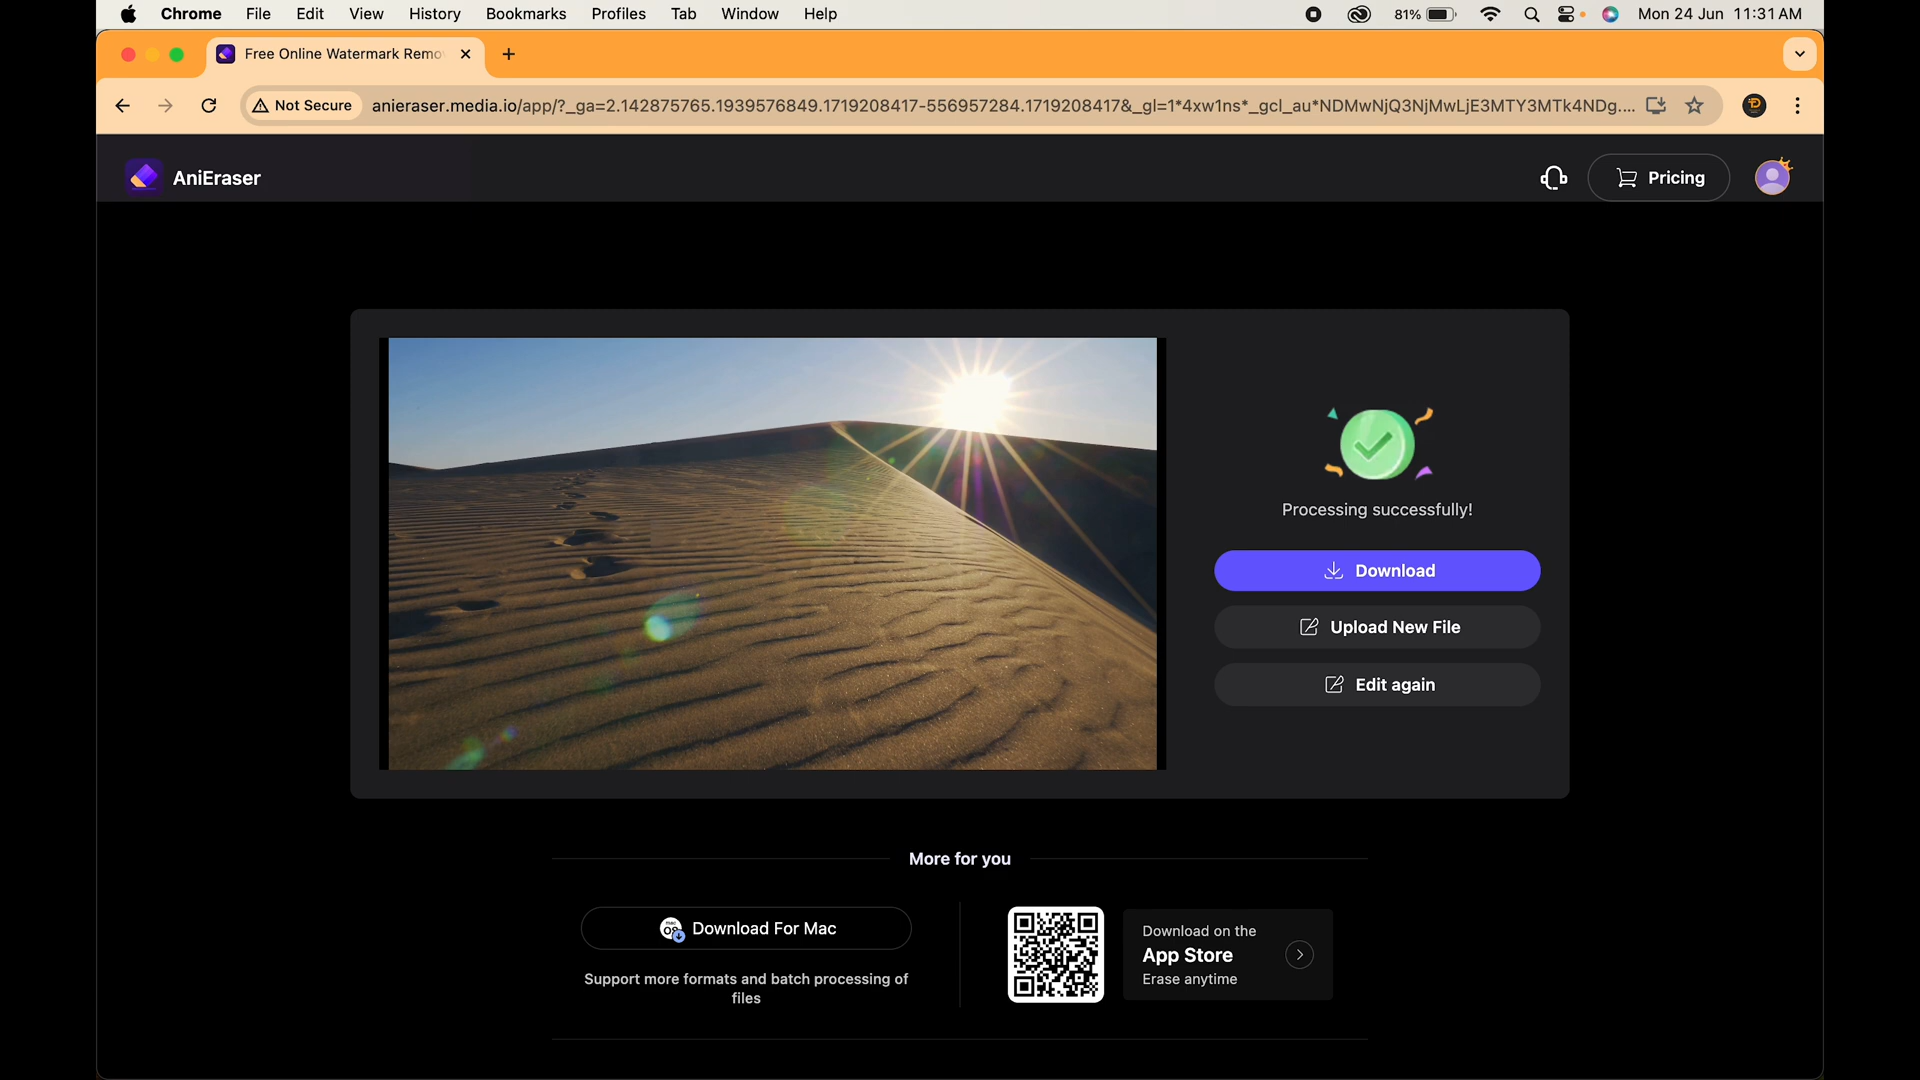 Chrome File Edit View History Bookmarks Profiles Tab Window Help 81% Mon 24 Jun 11:31 AM
Free Online Watermark Remo
Not Secure anieraser.media.io/app/?_ga=2.142875765.1939576849.1719208417-556957284.1719208417&_gl=1*4xw1ns*_gcl_au*NDMwNjQ3NjMwLjE3MTY3MTk4NDg....
AniEraser
Pricing
Processing successfully!
Download
Upload New File
Edit again
More for you
Download For Mac
Support more formats and batch processing of
files
Download on the
App Store
Erase anytime